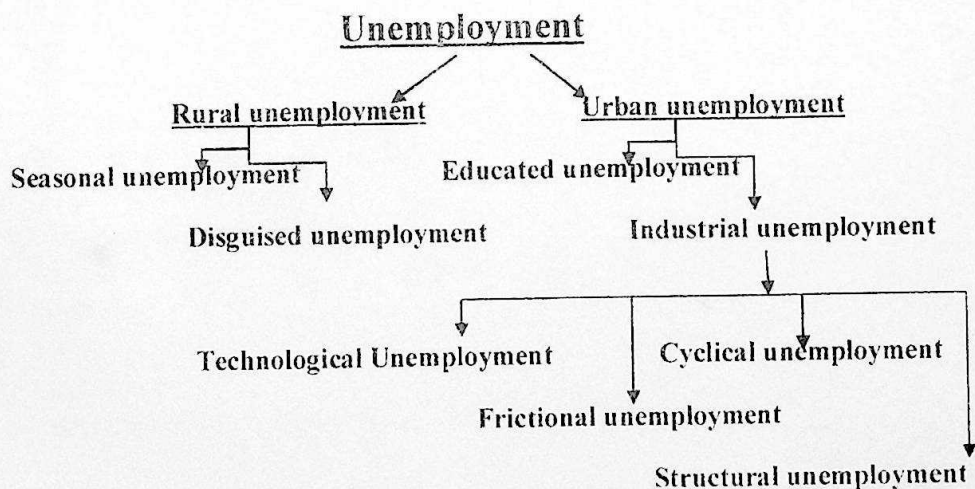 Unemployment
Rural unemployment
Urban unemployment
Seasonal unemployment
Educated unemployment
Disguised unemployment
Industrial unemployment
Technological Unemployment
Cyclical unemployment
Frictional unemployment
Structural unemployment